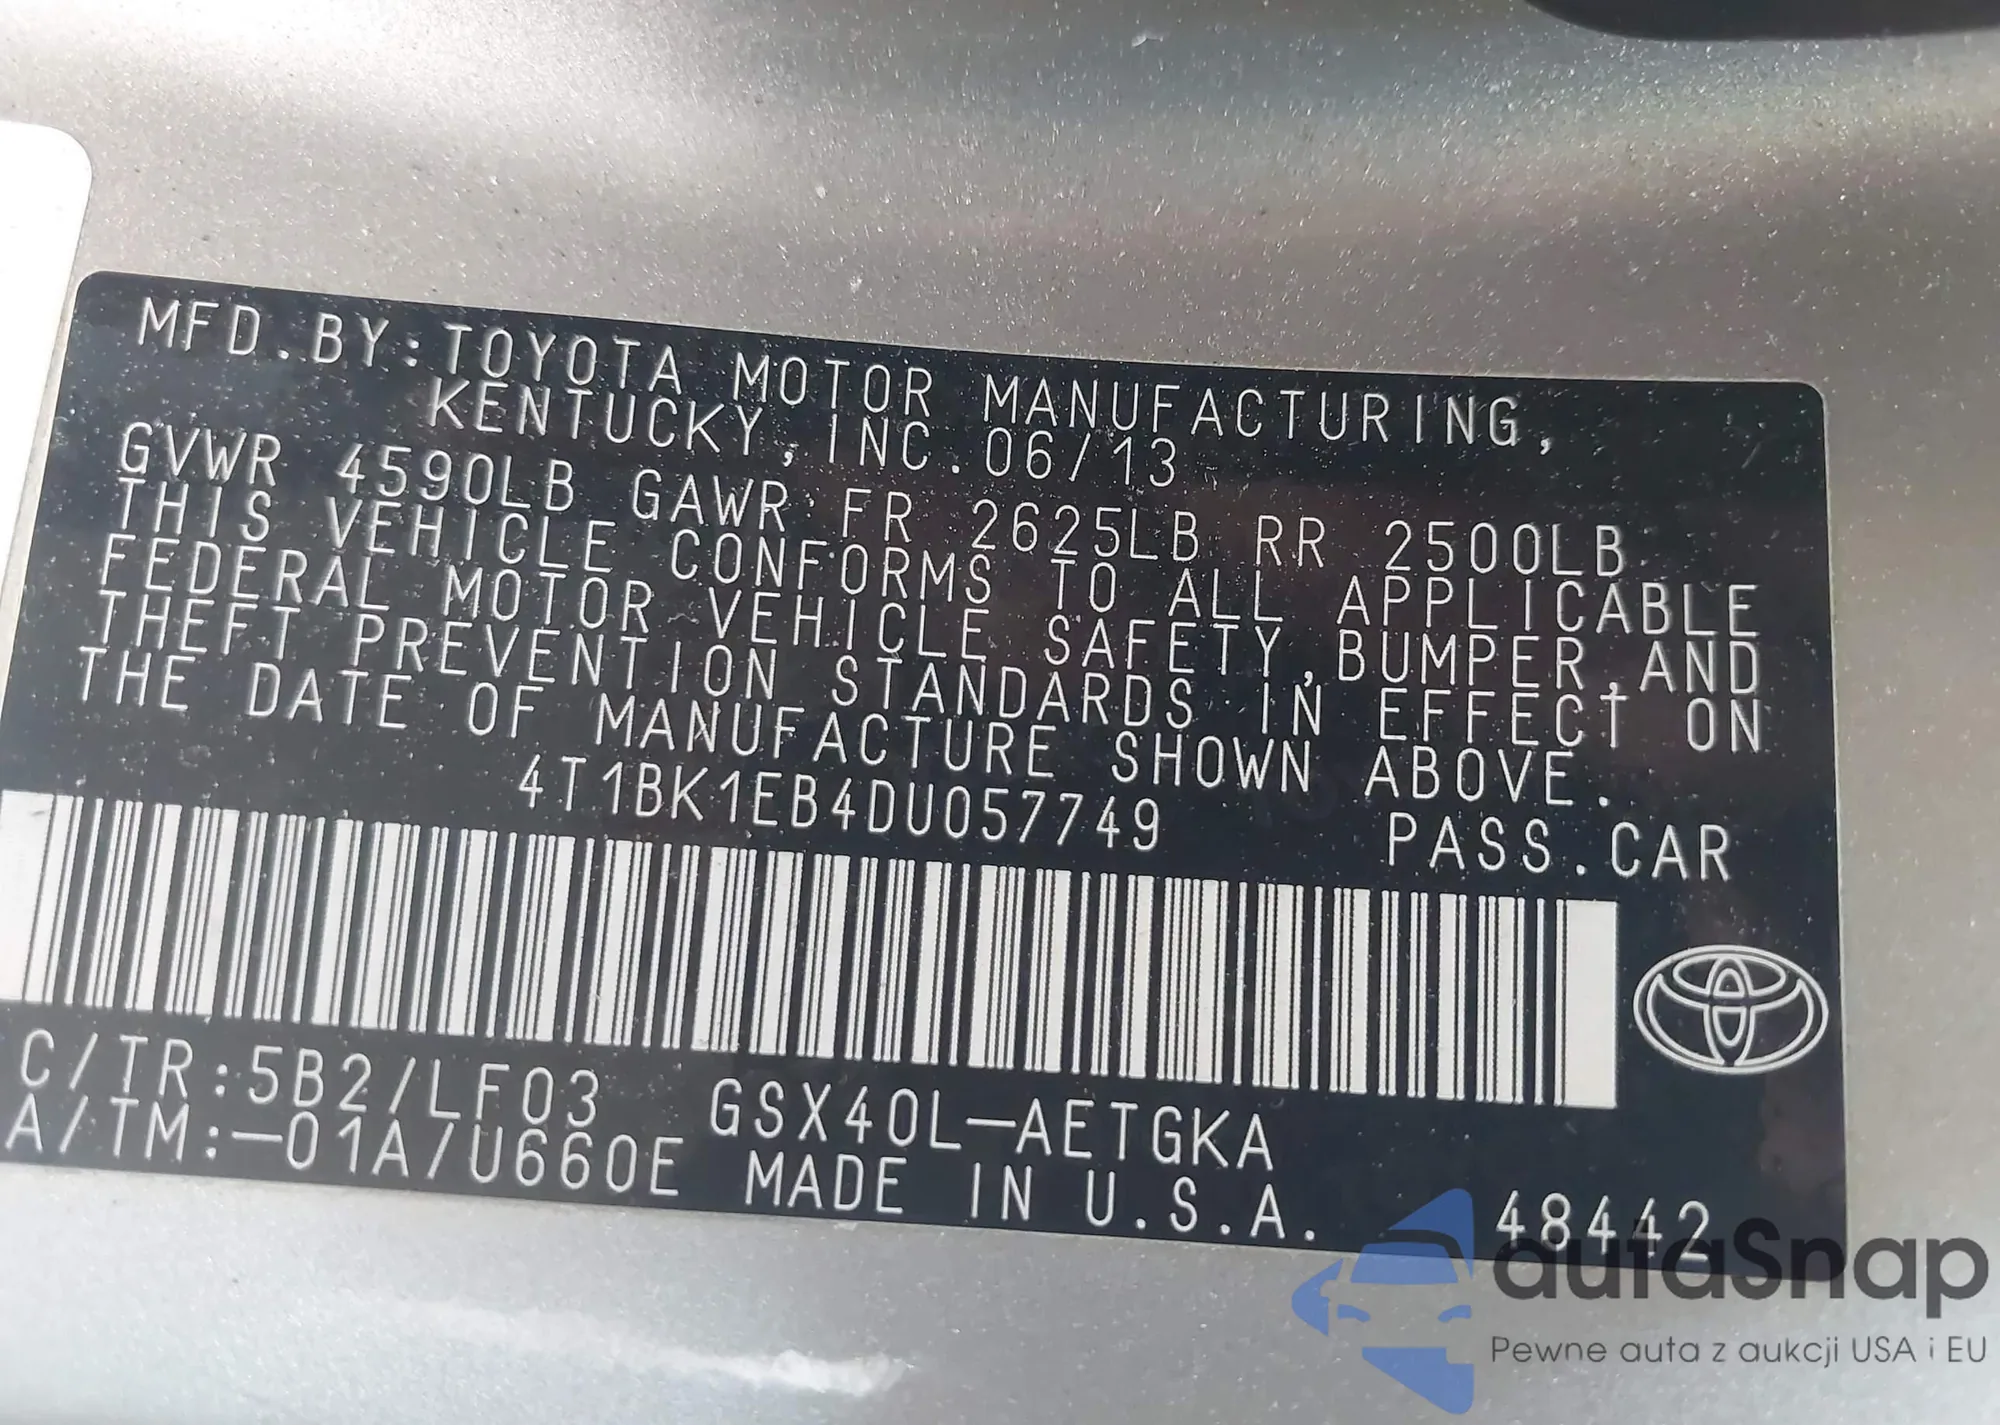 MFD.BY:TOYOTA MOTOR MANUFACTURING,
KENTUCKY,INC.06/13
GVWR 4590LB GAWR FR 2625LB RR 2500LB
THIS VEHICLE CONFORMS TO ALL APPLICABLE
FEDERAL MOTOR VEHICLE SAFETY,BUMPER,AND
THEFT PREVENTION STANDARDS IN EFFECT ON
THE DATE OF MANUFACTURE SHOWN ABOVE.
4T1BK1EB4DU057749 PASS.CAR
C/TR:5B2/LF03 GSX40L-AETGKA
A/TM:-01A/U660E MADE IN U.S.A. 48442
autaSnap
Pewne auta z aukcji USA i EU